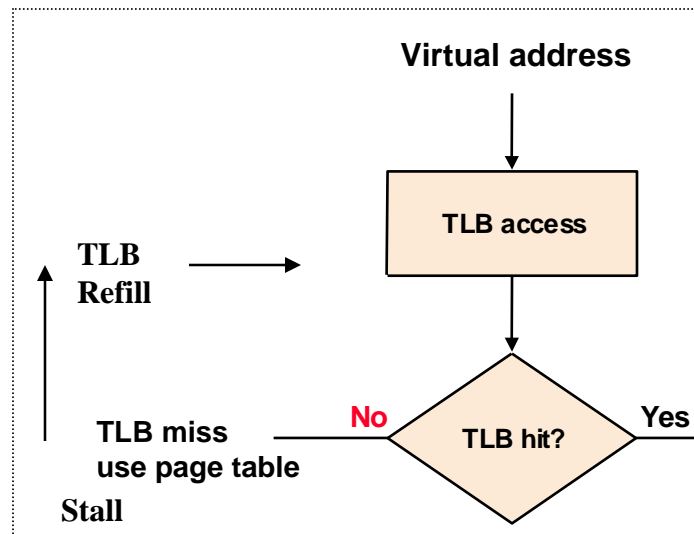 Virtual address
TLB access
TLB
Refill
No
TLB hit?
Yes
TLB miss
use page table
Stall